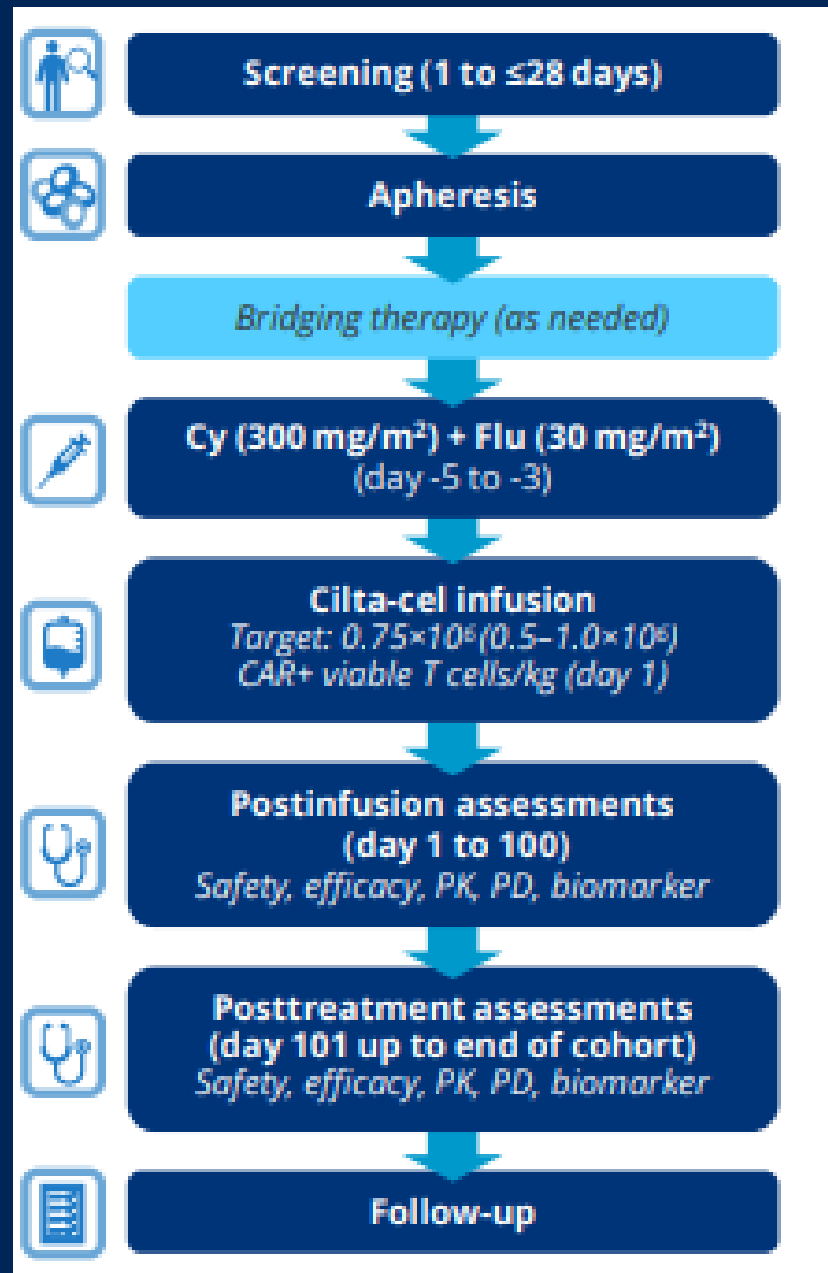 Screening (1 to ≤28 days)
Apheresis
Bridging therapy (as needed)
Cy (300 mg/m²) + Flu (30 mg/m²)
(day -5 to -3)
Cilta-cel infusion
Target: 0.75×10⁶ (0.5–1.0×10⁶)
CAR+ viable T cells/kg (day 1)
Postinfusion assessments
(day 1 to 100)
Safety, efficacy, PK, PD, biomarker
Posttreatment assessments
(day 101 up to end of cohort)
Safety, efficacy, PK, PD, biomarker
Follow-up